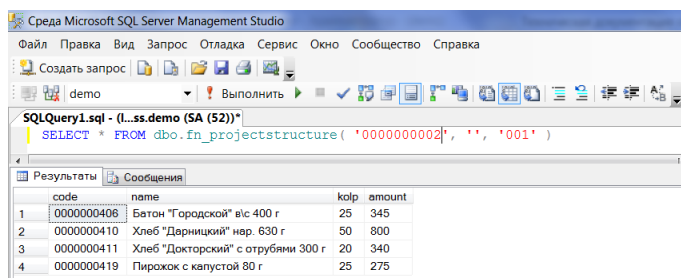 Среда Microsoft SQL Server Management Studio
Файл Правка Вид Запрос Отладка Сервис Окно Сообщество Справка
Создать запрос
demo Выполнить
SQLQuery1.sql - (l...ss.demo (SA (52))*
SELECT * FROM dbo.fn_projectstructure( '0000000002', '', '001' )
Результаты Сообщения
code name kolp amount
1 0000000406 Батон "Городской" в\с 400 г 25 345
2 0000000410 Хлеб "Дарницкий" нар. 630 г 50 800
3 0000000411 Хлеб "Докторский" с отрубями 300 г 20 340
4 0000000419 Пирожок с капустой 80 г 25 275